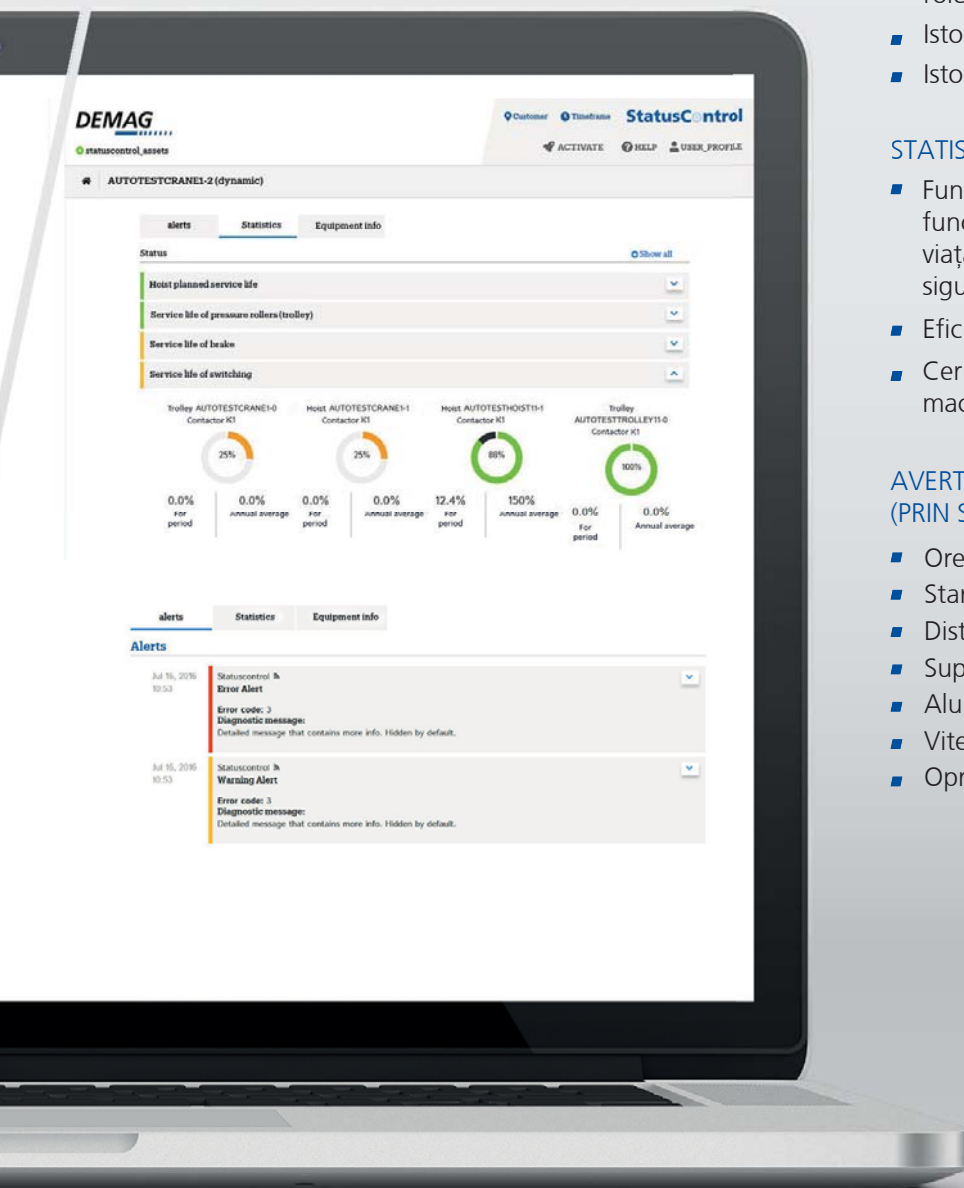 DEMAG
statuscontrol_assets
Customer Timeframe StatusControl
ACTIVATE HELP USER_PROFILE
AUTOTESTCRANE1-2 (dynamic)
alerts Statistics Equipment info
Status Show all
Hoist planned service life
Service life of pressure rollers (trolley)
Service life of brake
Service life of switching
Trolley AUTOTESTCRANE1-0
Contactor K1
25%
0.0% For period
0.0% Annual average
Hoist AUTOTESTCRANE1-1
Contactor K1
25%
0.0% For period
0.0% Annual average
Hoist AUTOTESTHOIST11-1
Contactor K1
88%
12.4% For period
150% Annual average
Trolley
AUTOTESTTROLLEY11-0
Contactor K1
100%
0.0% For period
0.0% Annual average
alerts Statistics Equipment info
Alerts
Jul 15, 2016
10:53
Statuscontrol
Error Alert
Error code: 3
Diagnostic message:
Detailed message that contains more info. Hidden by default.
Jul 15, 2016
10:53
Statuscontrol
Warning Alert
Error code: 3
Diagnostic message:
Detailed message that contains more info. Hidden by default.
Isto
Isto
STATIS
Fun
func
viaț
sigu
Efic
Cer
mac
AVERT
(PRIN S
Ore
Star
Dist
Sup
Alu
Vite
Opr